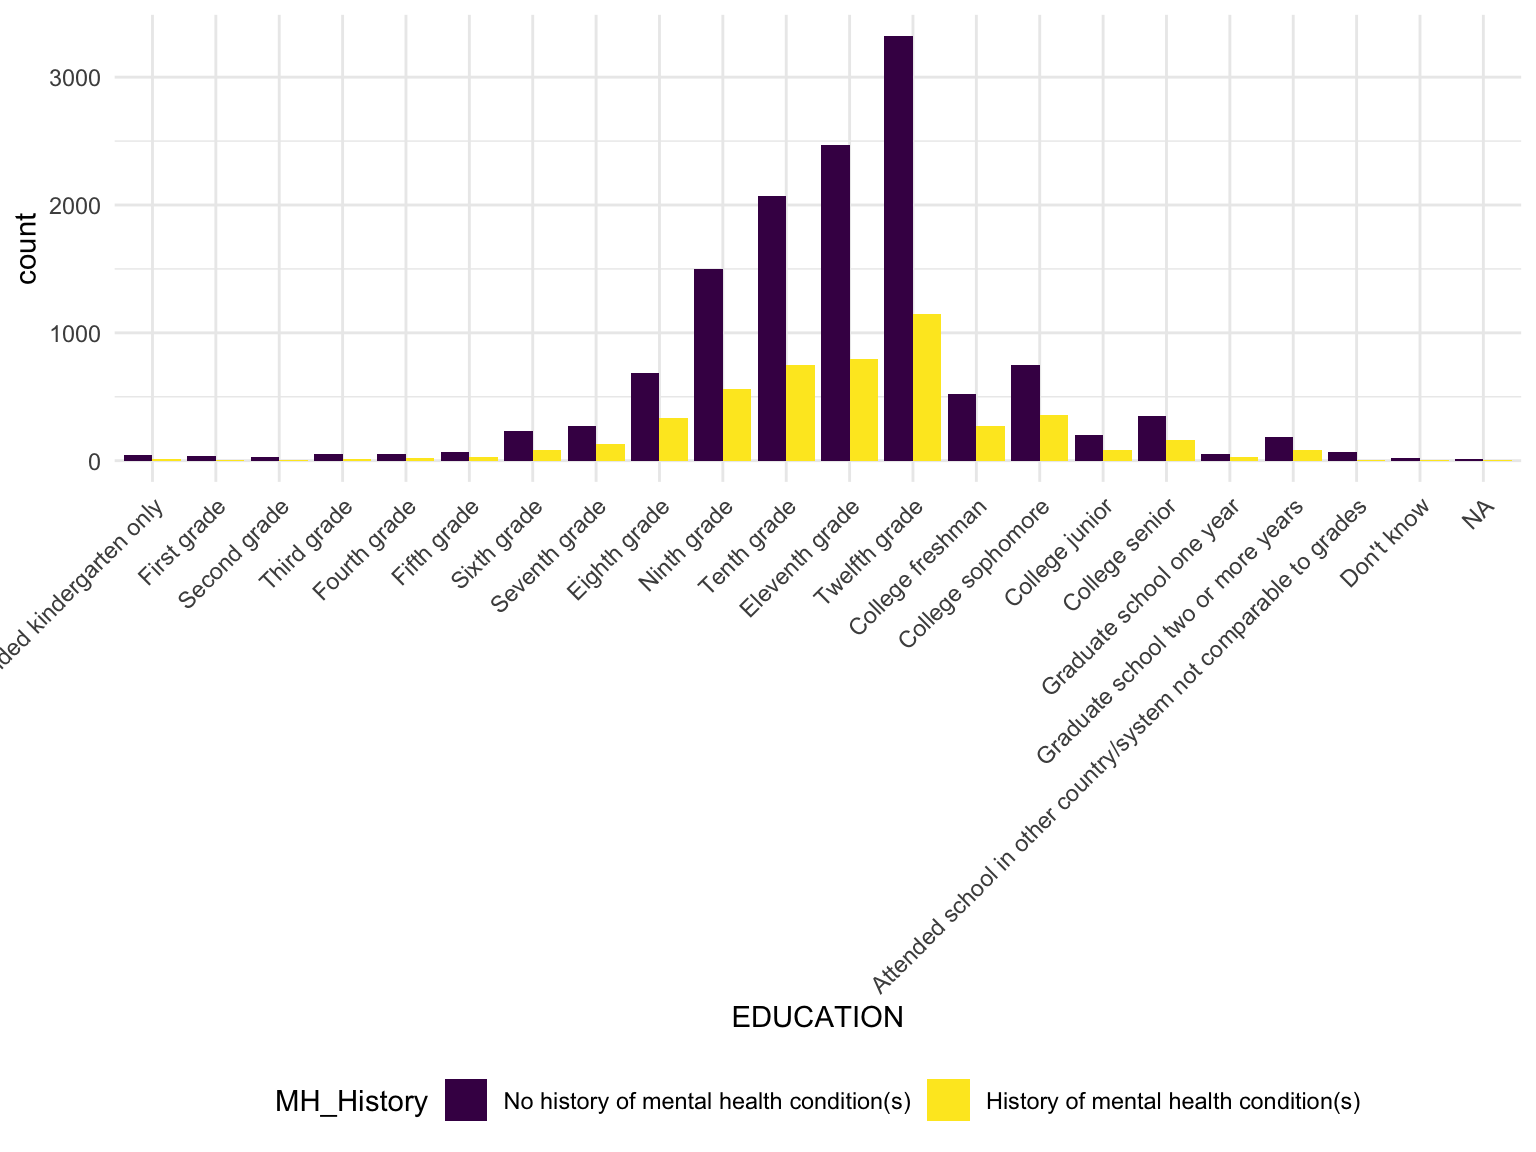 3000
2000
1000
0
count
kindergarten only
First grade
Second grade
Third grade
Fourth grade
Fifth grade
Sixth grade
Seventh grade
Eighth grade
Ninth grade
Tenth grade
Eleventh grade
Twelfth grade
College freshman
College sophomore
College junior
College senior
Graduate school one year
Graduate school two or more years
Attended school in other country/system not comparable to grades
Don't know
NA
EDUCATION
MH_History
No history of mental health condition(s)
History of mental health condition(s)